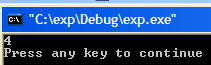 C:\ "C:\exp\Debug\exp.exe"
4
Press any key to continue